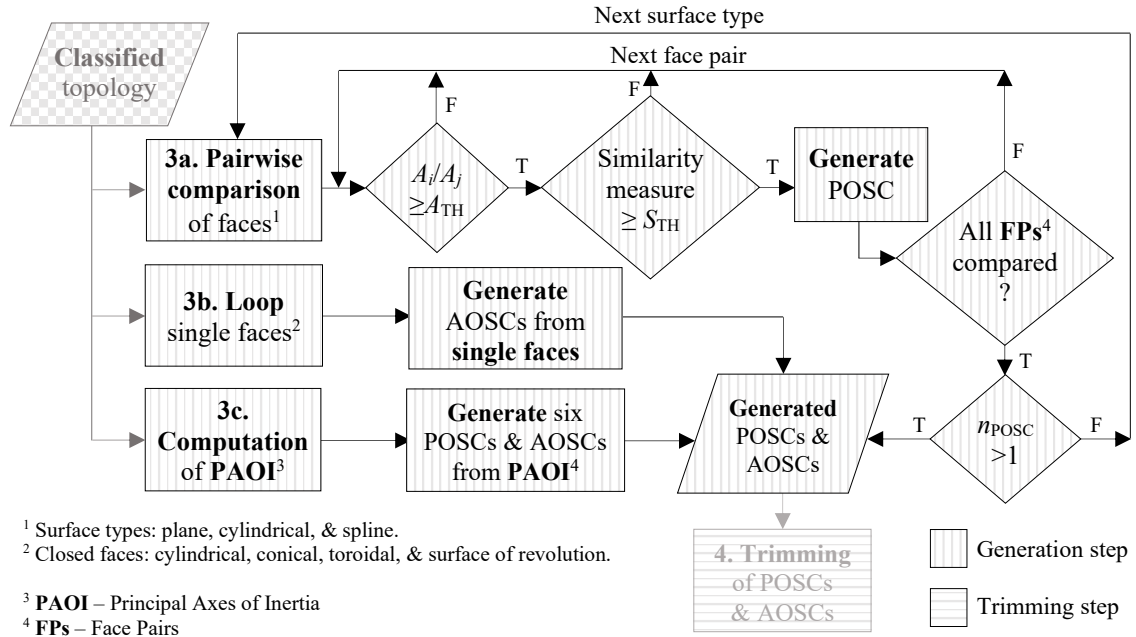 Next surface type
Classified
topology
Next face pair
F
F
F
3a. Pairwise
comparison
of faces¹
A_i/A_j
≥A_TH
T
Similarity
measure
≥ S_TH
T
Generate
POSC
All FPs⁴
compared
?
3b. Loop
single faces²
Generate
AOSCs from
single faces
T
3c.
Computation
of PAOI³
Generate six
POSCs & AOSCs
from PAOI⁴
Generated
POSCs &
AOSCs
T
n_POSC
>1
F
¹ Surface types: plane, cylindrical, & spline.
² Closed faces: cylindrical, conical, toroidal, & surface of revolution.
³ PAOI – Principal Axes of Inertia
⁴ FPs – Face Pairs
4. Trimming
of POSCs
& AOSCs
Generation step
Trimming step